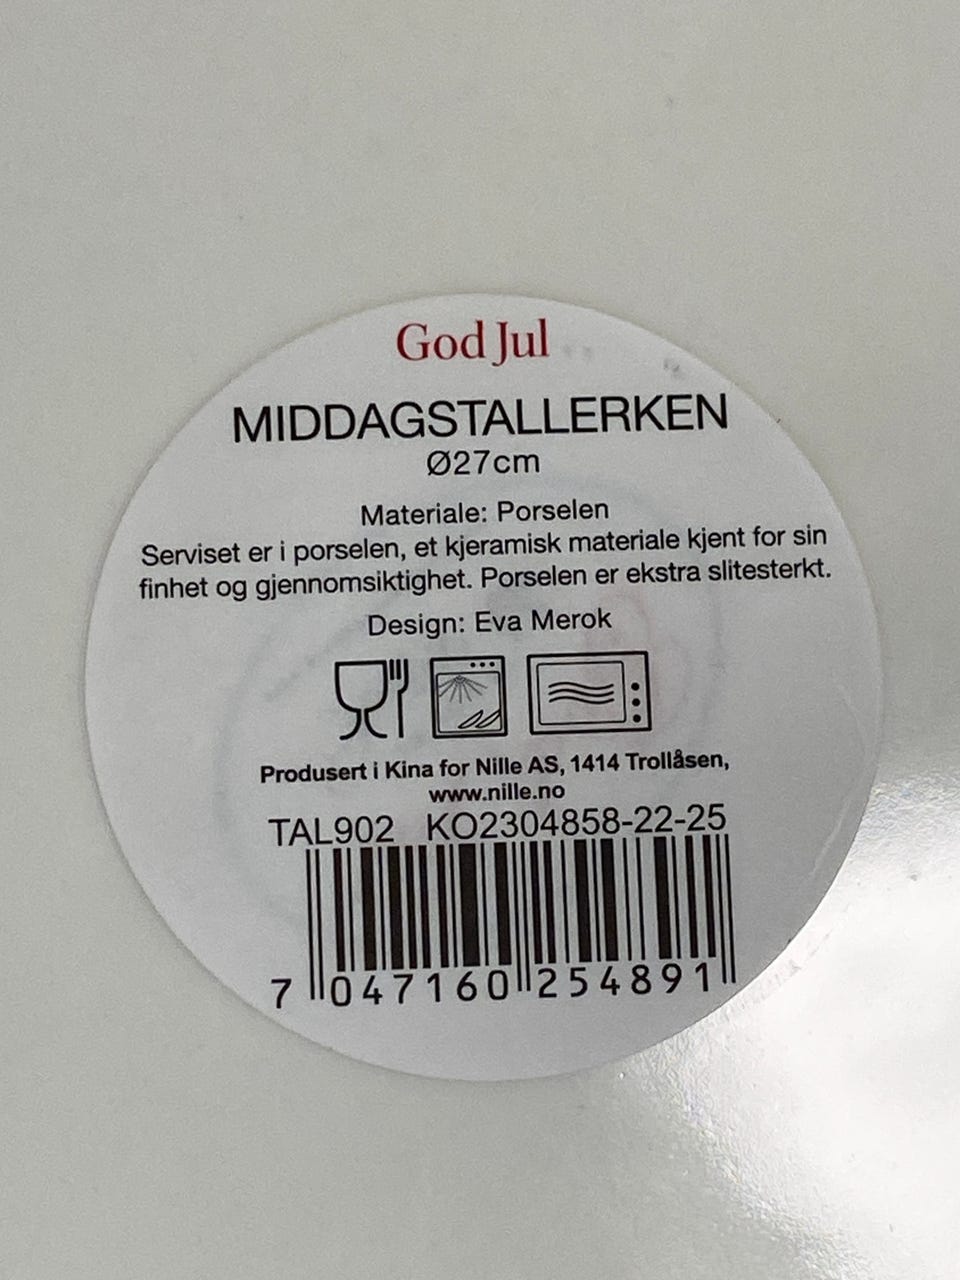 God Jul
MIDDAGSTALLERKEN
Ø27cm
Materiale: Porselen
Serviset er i porselen, et kjeramisk materiale kjent for sin
finhet og gjennomsiktighet. Porselen er ekstra slitesterkt.
Design: Eva Merok
Produsert i Kina for Nille AS, 1414 Trollåsen,
www.nille.no
TAL902 KO2304858-22-25
7 047160 254891